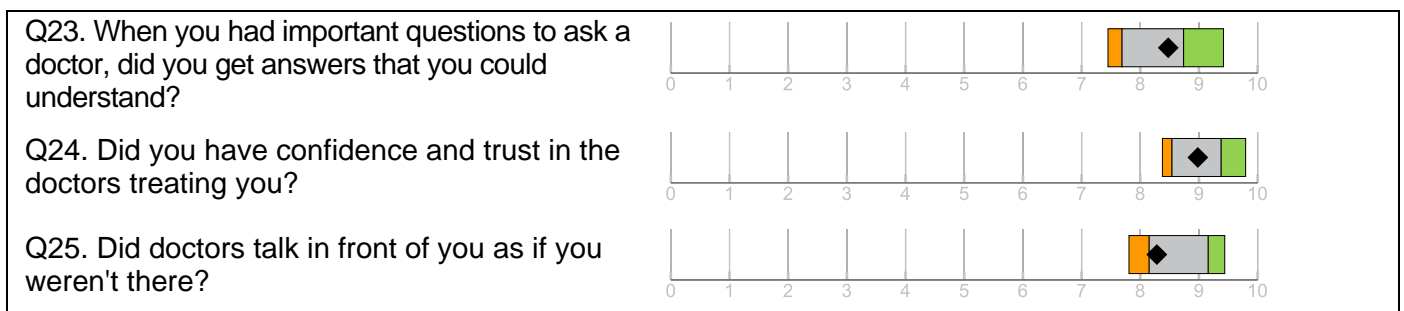 Q23. When you had important questions to ask a
doctor, did you get answers that you could
understand?
0 1 2 3 4 5 6 7 8 9 10
Q24. Did you have confidence and trust in the
doctors treating you?
0 1 2 3 4 5 6 7 8 9 10
Q25. Did doctors talk in front of you as if you
weren't there?
0 1 2 3 4 5 6 7 8 9 10